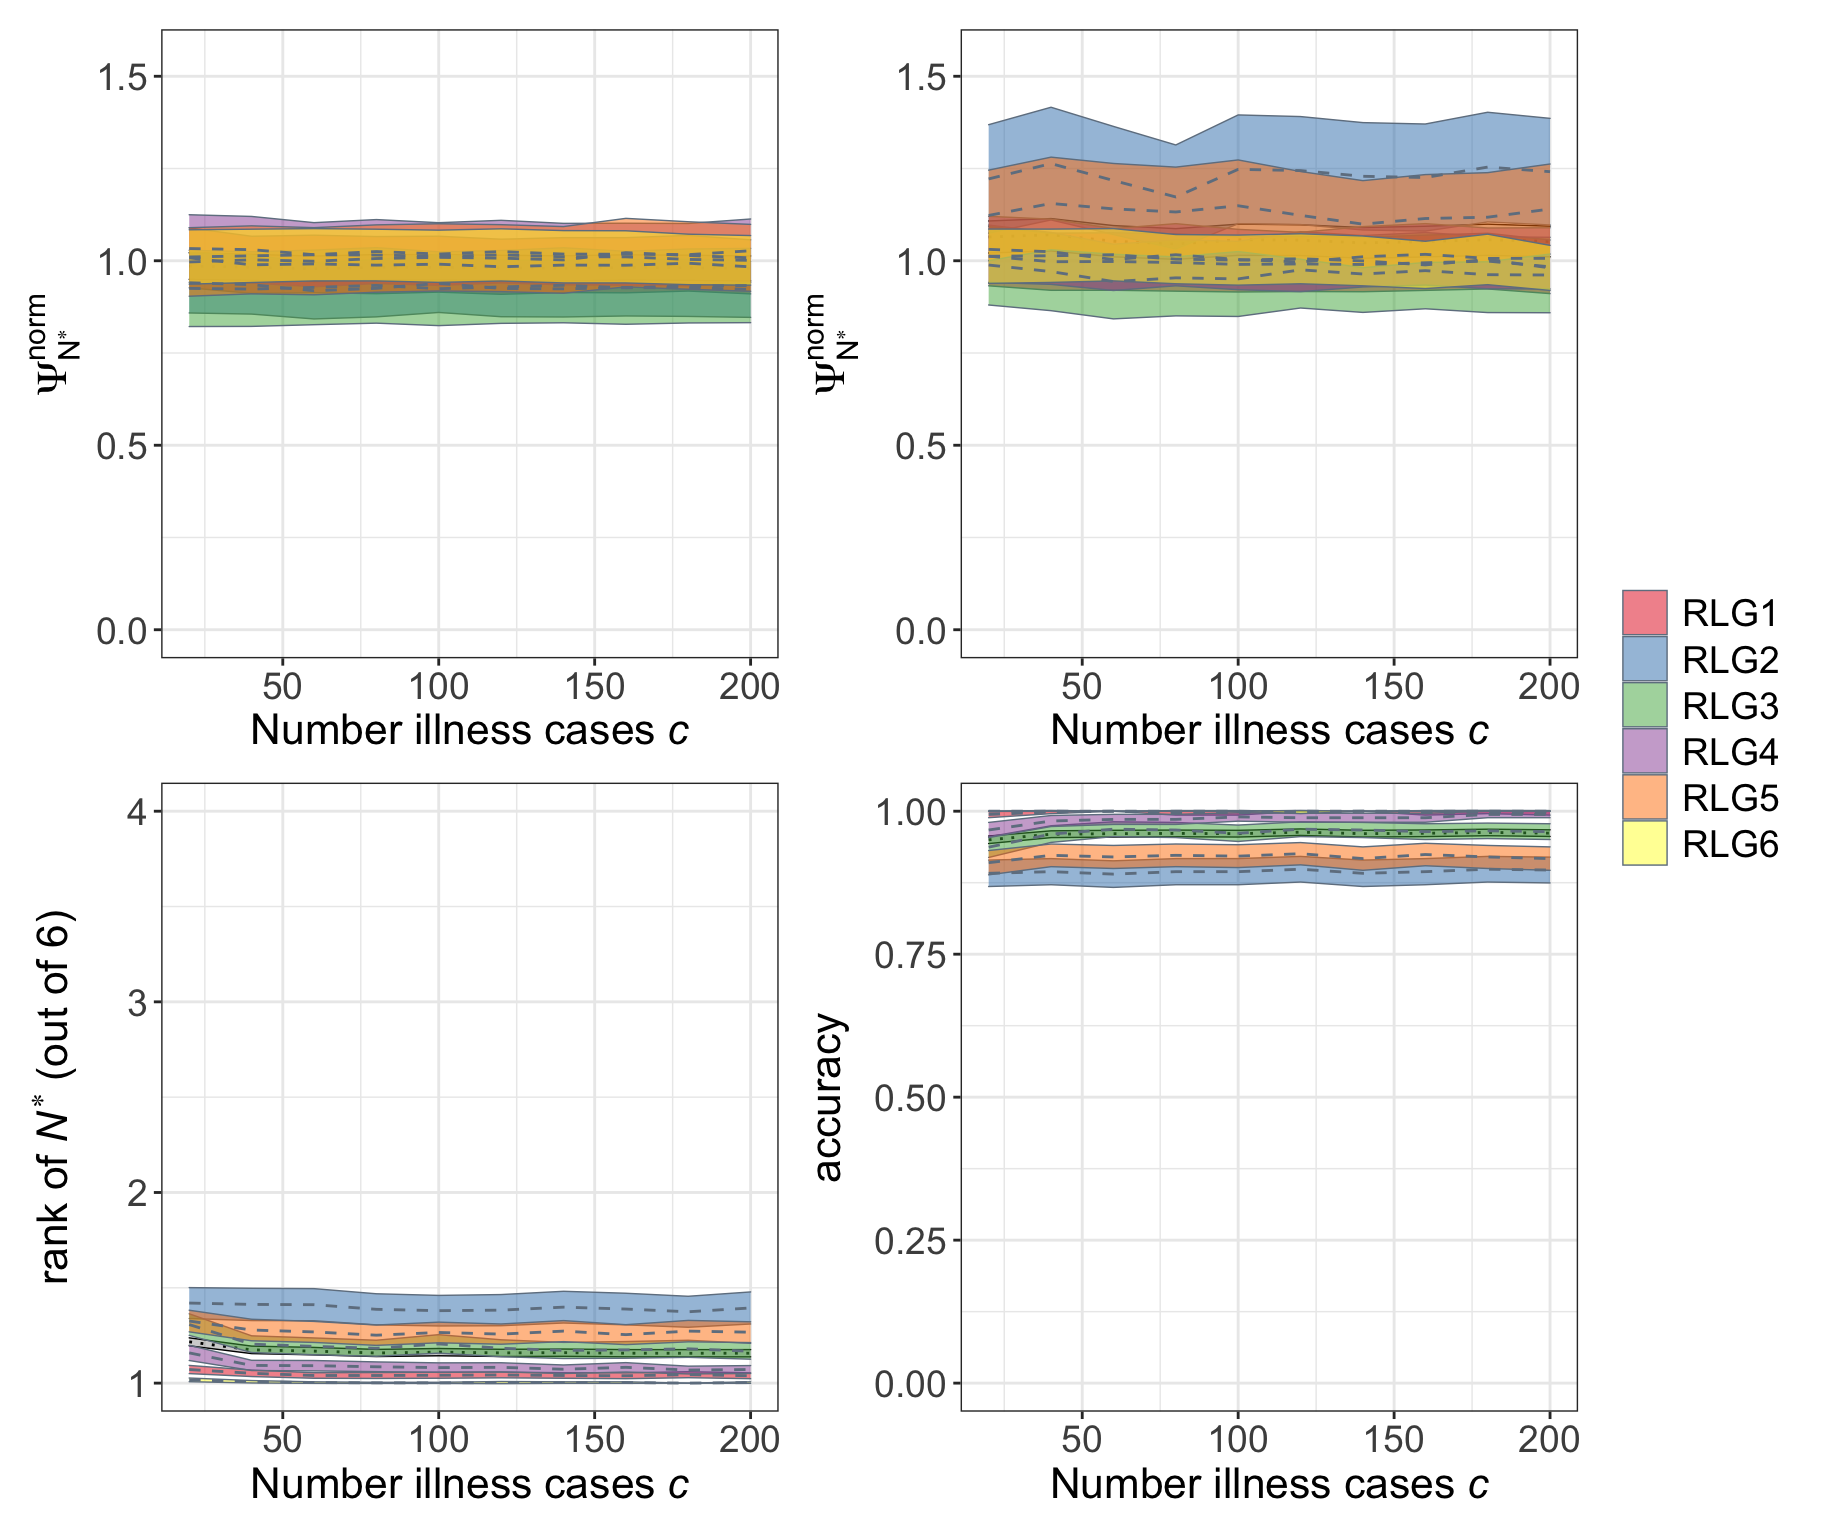 1.5
1.0
0.5
0.0
Ψ^norm_N*
50 100 150 200
Number illness cases c
1.5
1.0
0.5
0.0
Ψ^norm_N*
50 100 150 200
Number illness cases c
4
3
2
1
rank of N* (out of 6)
50 100 150 200
Number illness cases c
1.00
0.75
0.50
0.25
0.00
accuracy
50 100 150 200
Number illness cases c
RLG1
RLG2
RLG3
RLG4
RLG5
RLG6